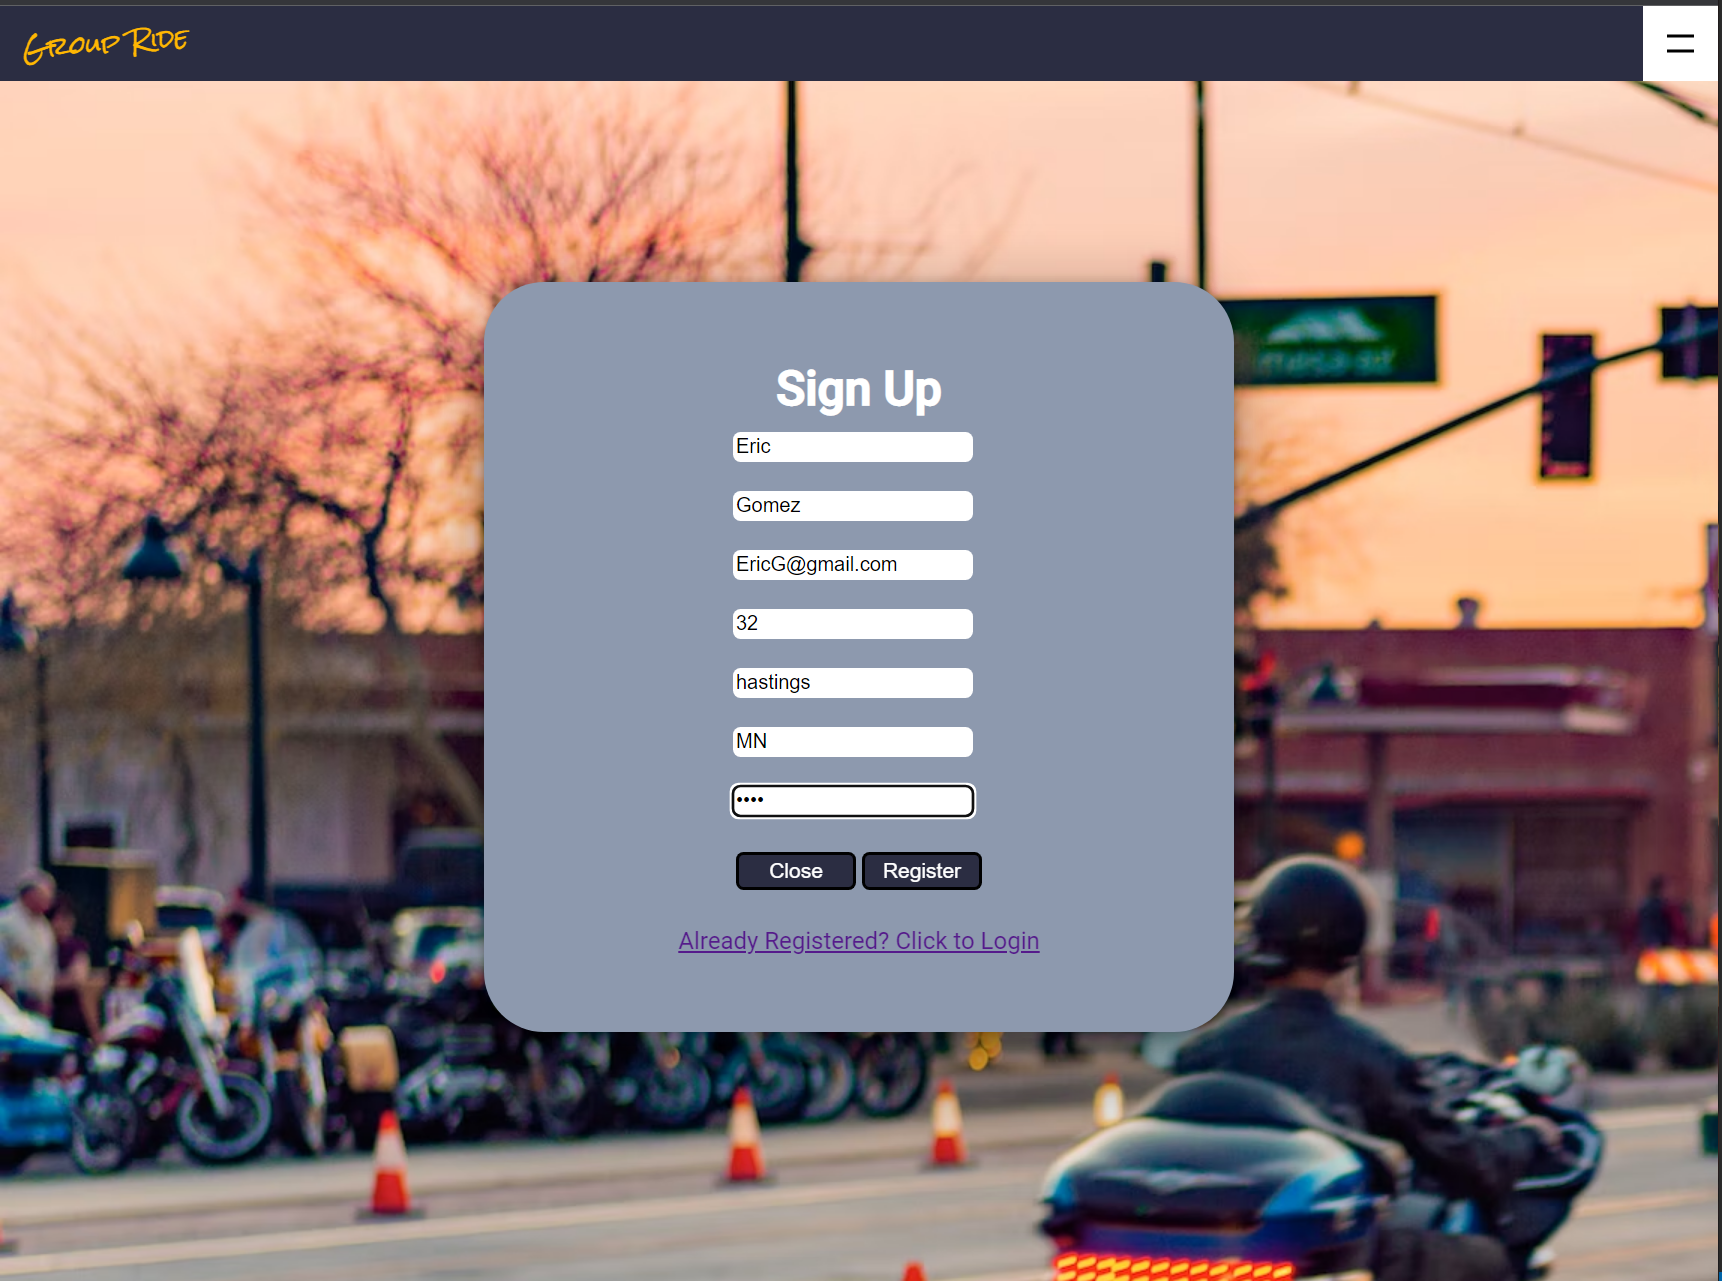 Group Ride
Sign Up
Eric
Gomez
EricG@gmail.com
32
hastings
MN
••••
Close Register
Already Registered? Click to Login